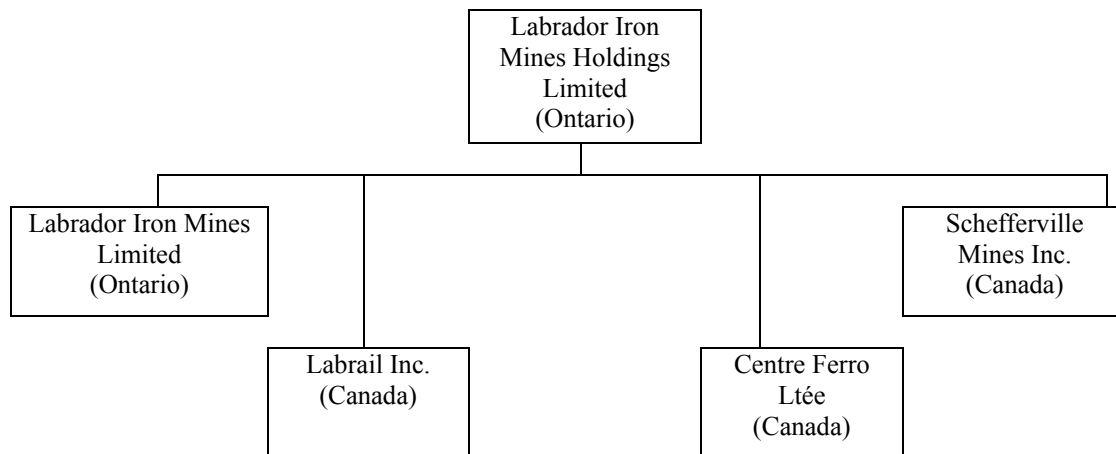 Labrador Iron
Mines Holdings
Limited
(Ontario)
Labrador Iron Mines
Limited
(Ontario)
Schefferville
Mines Inc.
(Canada)
Labrail Inc.
(Canada)
Centre Ferro
Ltée
(Canada)